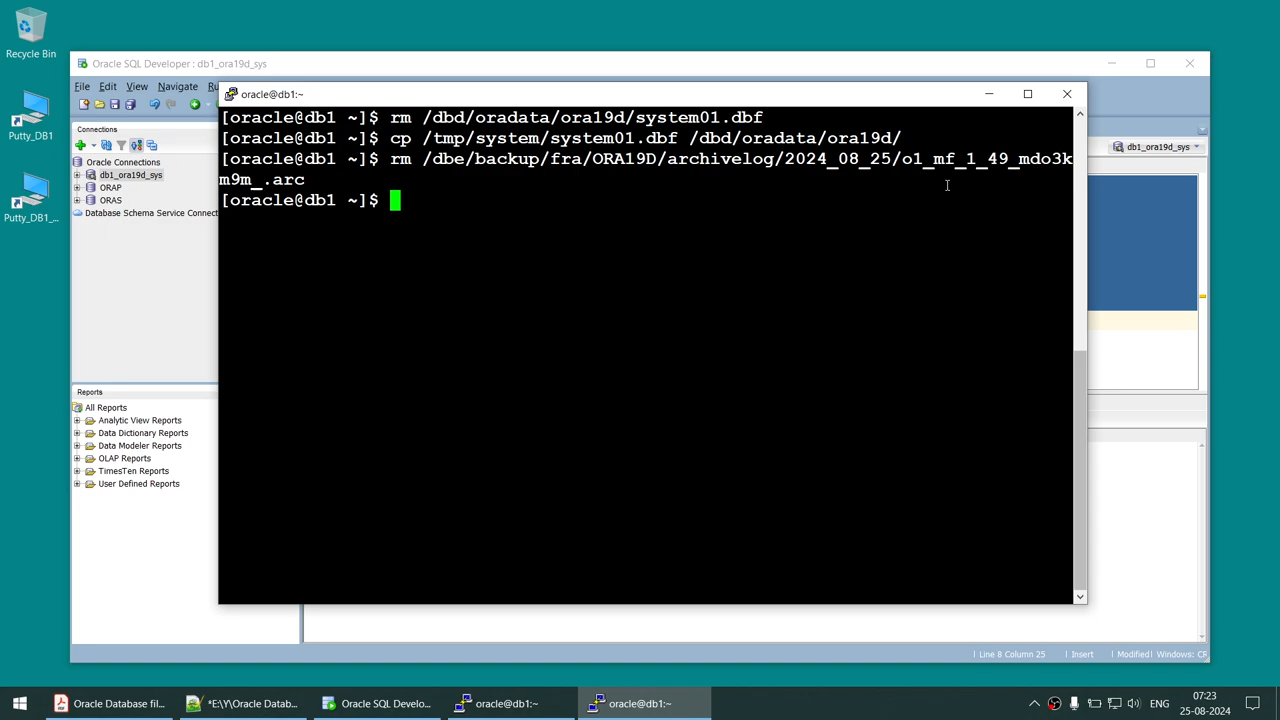 Recycle Bin
Putty_DB1
Putty_DB1_...
Oracle SQL Developer : db1_ora19d_sys
File Edit View Navigate
Connections
Oracle Connections
db1_ora19d_sys
ORAP
ORAS
Database Schema Service Connect
db1_ora19d_sys
oracle@db1:~
[oracle@db1 ~]$ rm /dbd/oradata/ora19d/system01.dbf
[oracle@db1 ~]$ cp /tmp/system/system01.dbf /dbd/oradata/ora19d/
[oracle@db1 ~]$ rm /dbe/backup/fra/ORA19D/archivelog/2024_08_25/o1_mf_1_49_mdo3k
m9m_.arc
[oracle@db1 ~]$
Reports
All Reports
Analytic View Reports
Data Dictionary Reports
Data Modeler Reports
OLAP Reports
TimesTen Reports
User Defined Reports
Line 8 Column 25 Insert Modified Windows: CR
Oracle Database fil...
*E\Y\Oracle Datab...
Oracle SQL Develo...
oracle@db1:~
oracle@db1:~
ENG
07:23
25-08-2024